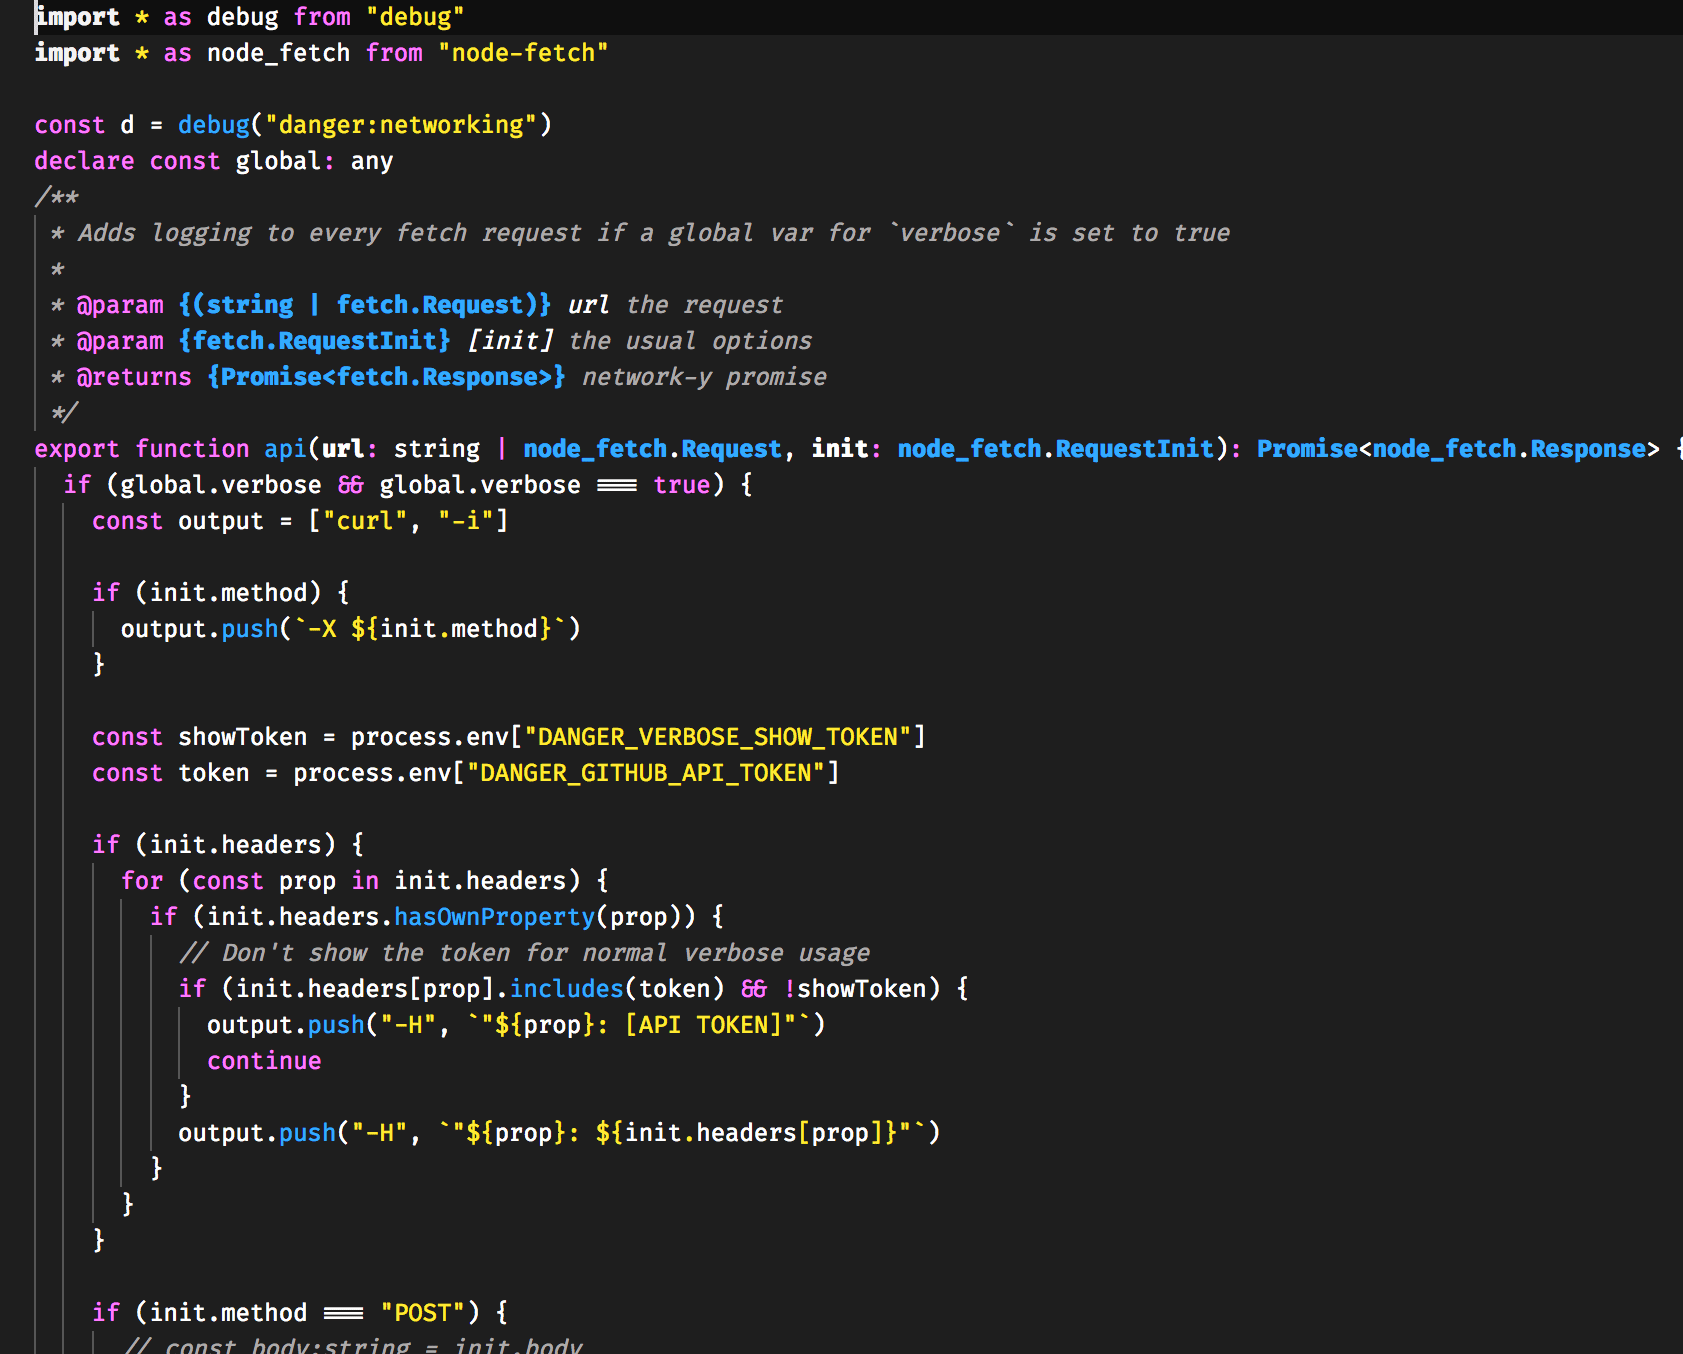 import * as debug from "debug"
import * as node_fetch from "node-fetch"

const d = debug("danger:networking")
declare const global: any
/**
 * Adds logging to every fetch request if a global var for `verbose` is set to true
 *
 * @param {(string | fetch.Request)} url the request
 * @param {fetch.RequestInit} [init] the usual options
 * @returns {Promise<fetch.Response>} network-y promise
 */
export function api(url: string | node_fetch.Request, init: node_fetch.RequestInit): Promise<node_fetch.Response> {
  if (global.verbose && global.verbose === true) {
    const output = ["curl", "-i"]

    if (init.method) {
      output.push(`-X ${init.method}`)
    }

    const showToken = process.env["DANGER_VERBOSE_SHOW_TOKEN"]
    const token = process.env["DANGER_GITHUB_API_TOKEN"]

    if (init.headers) {
      for (const prop in init.headers) {
        if (init.headers.hasOwnProperty(prop)) {
          // Don't show the token for normal verbose usage
          if (init.headers[prop].includes(token) && !showToken) {
            output.push("-H", `"${prop}: [API TOKEN]"`)
            continue
          }
          output.push("-H", `"${prop}: ${init.headers[prop]}"`)
        }
      }
    }

    if (init.method === "POST") {
      // const body:string = init.body